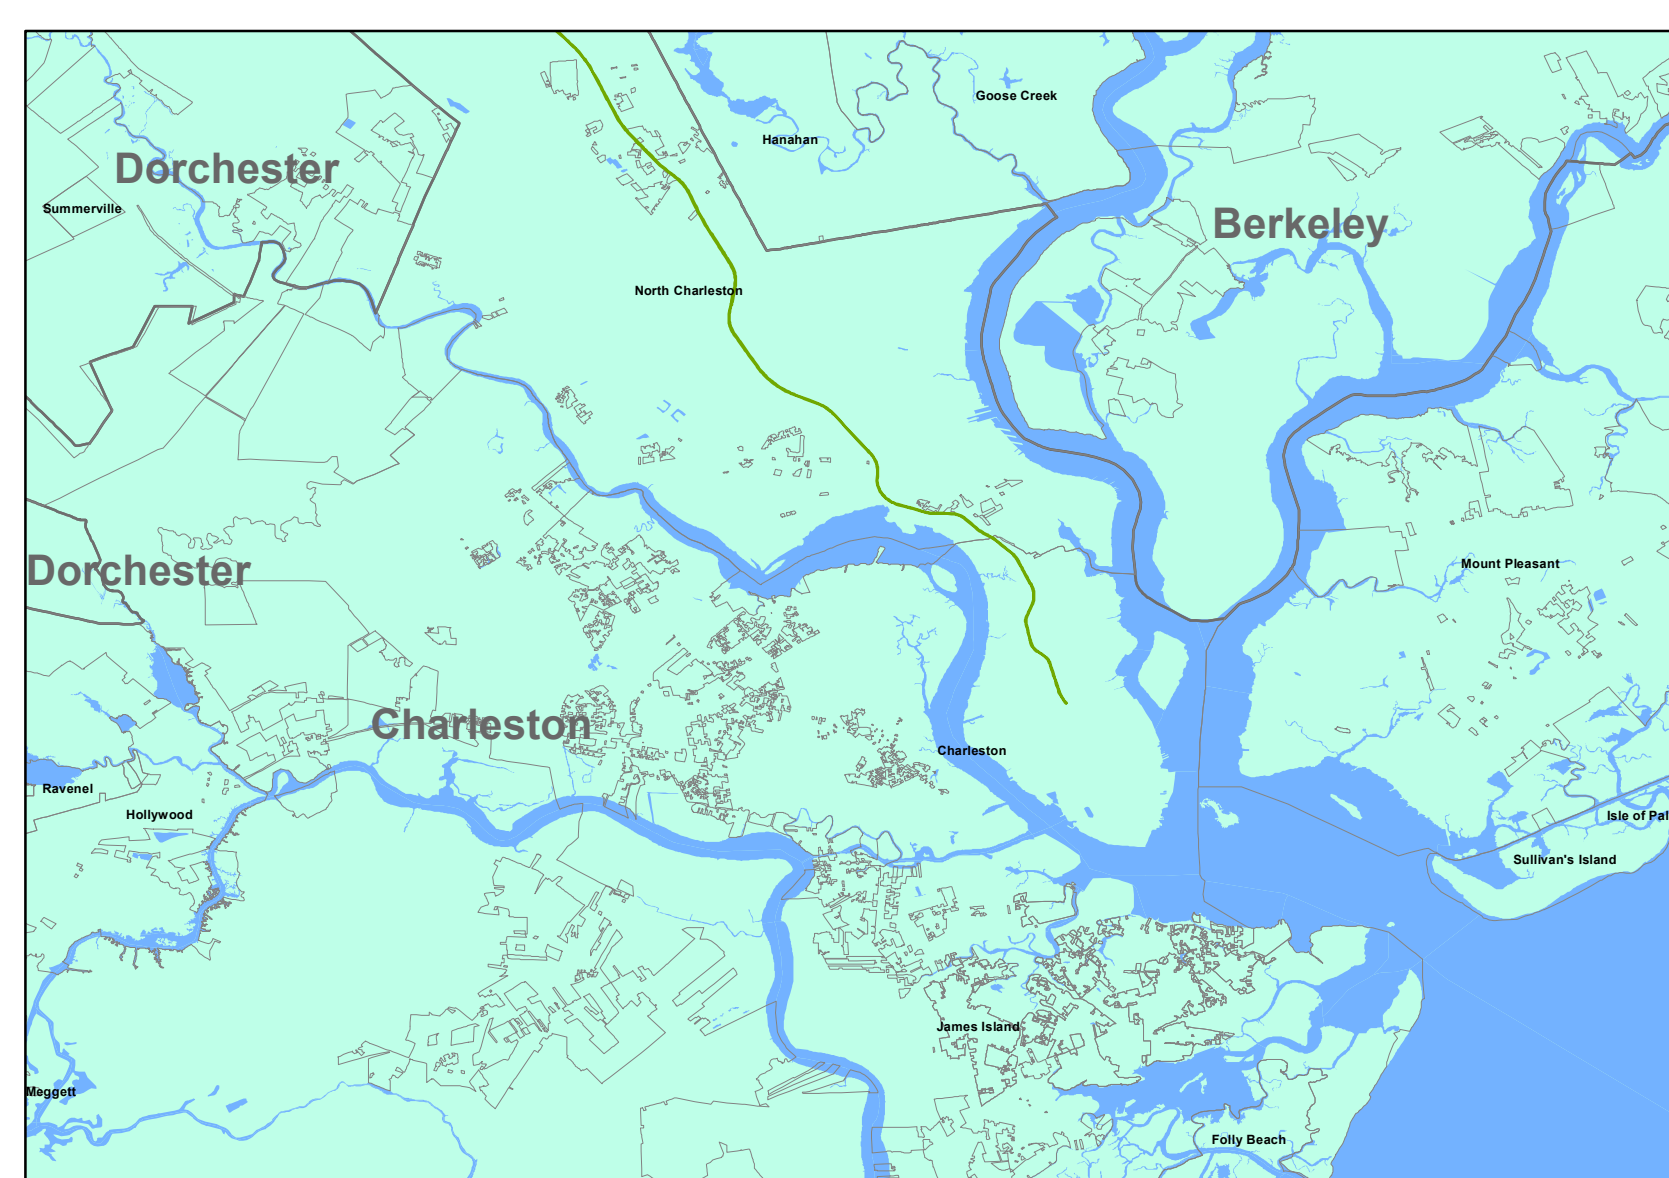 Goose Creek
Hanahan
Dorchester
Summerville
Berkeley
North Charleston
Mount Pleasant
Dorchester
Charleston
Charleston
Ravenel
Hollywood
Isle of Pal
Sullivan's Island
James Island
Meggett
Folly Beach